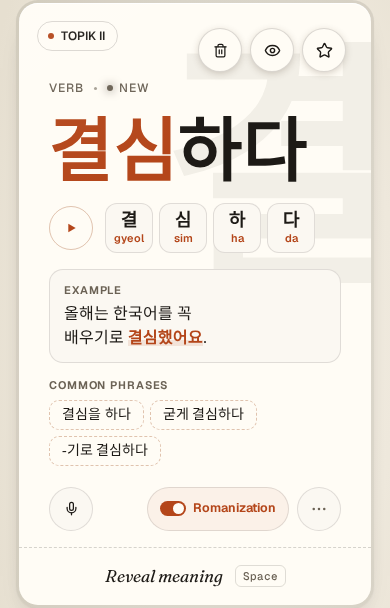 TOPIK II
VERB • NEW
결심하다
결 심 하 다
gyeol sim ha da
EXAMPLE
올해는 한국어를 꼭
배우기로 결심했어요.
COMMON PHRASES
결심을 하다 굳게 결심하다
-기로 결심하다
Romanization
Reveal meaning Space